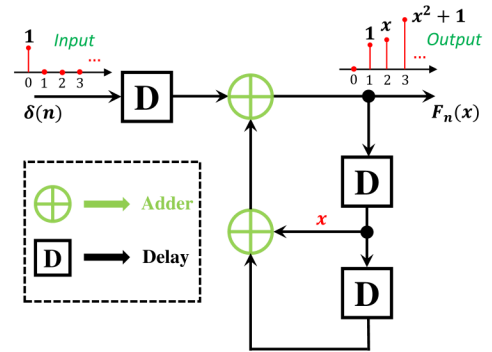 1 Input
...
0 1 2 3
δ(n)
D
1 x x² + 1
Output
...
0 1 2 3
Fₙ(x)
D
x
D
Adder
D Delay